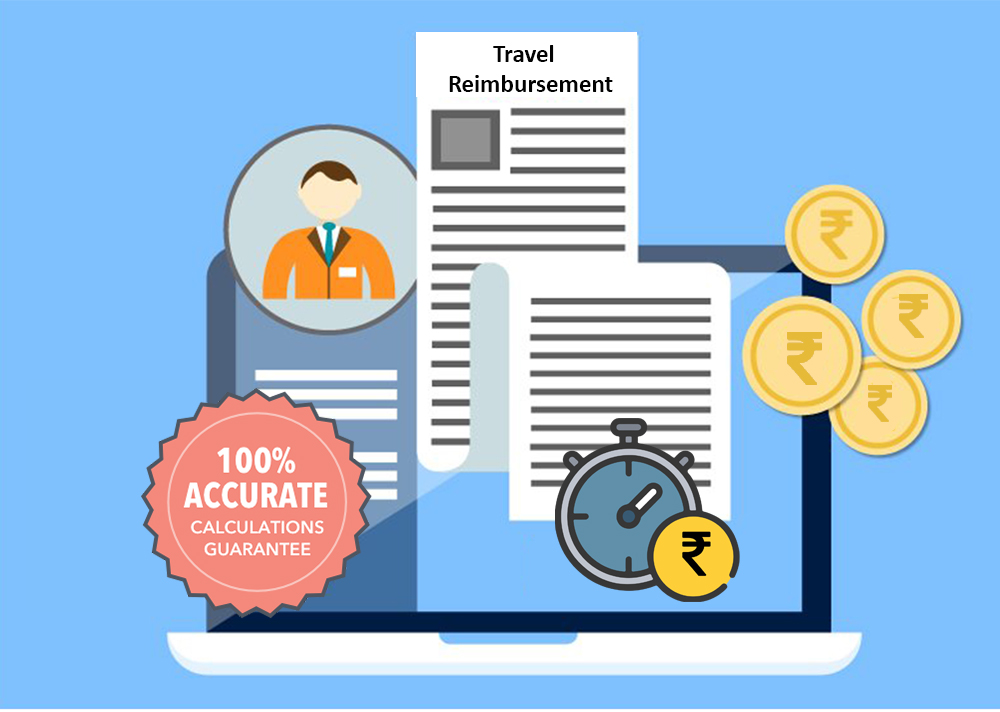 Travel
Reimbursement
100%
ACCURATE
CALCULATIONS
GUARANTEE
₹
₹
₹
₹
₹